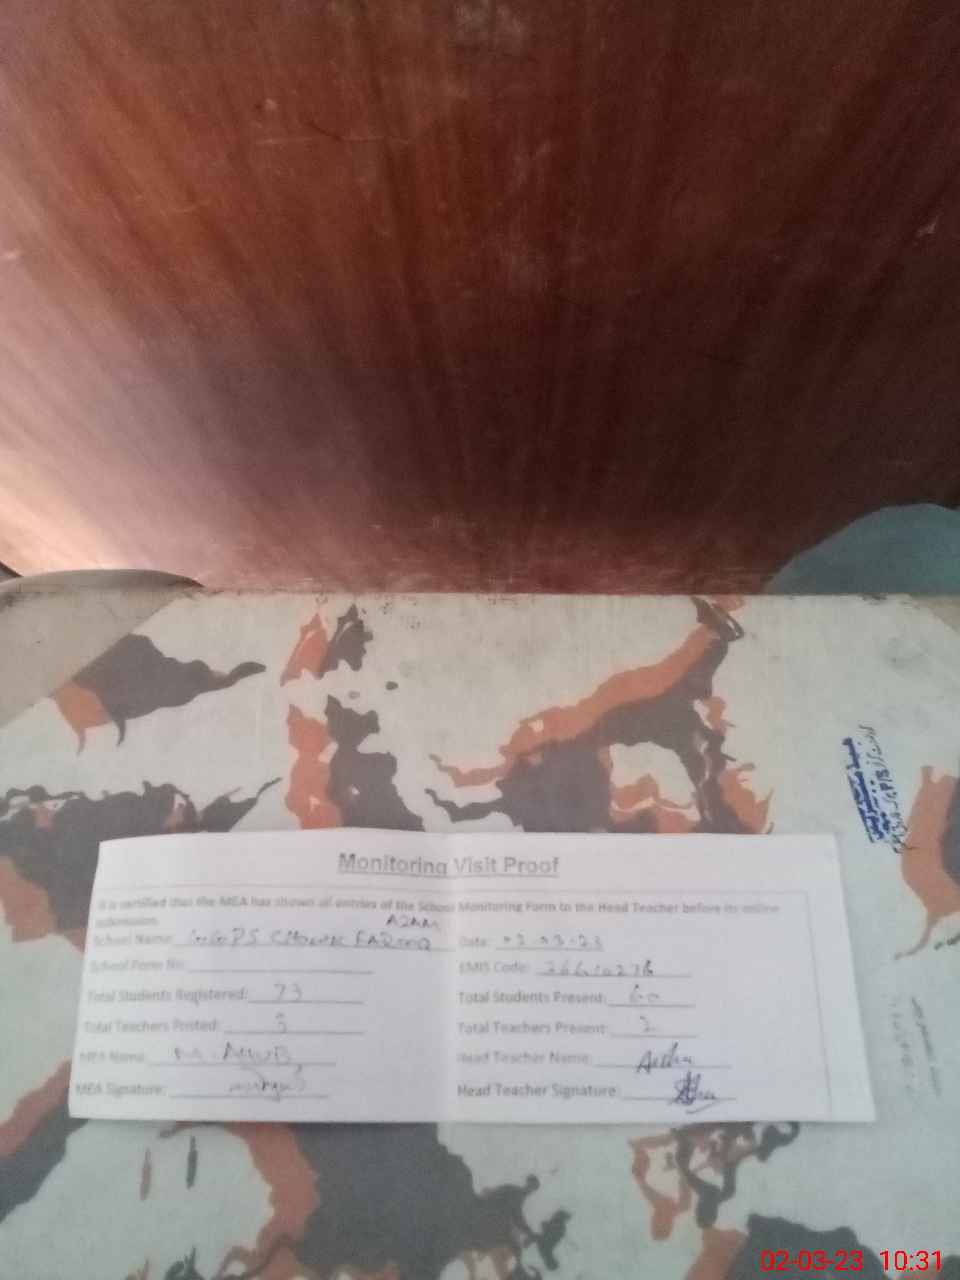 Monitoring Visit Proof
It is certified that the MEA has shown all entries of the School Monitoring Form to the Head Teacher before its online
submission.
School Name: GGPS Chowk FAROOQ AZAM Date: 02-03-23
School Form No: EMIS Code:
Total Students Registered: 73 Total Students Present: 60
Total Teachers Posted: 3 Total Teachers Present: 2
MEA Name: M. AYYUB Head Teacher Name:
MEA Signature: Head Teacher Signature:
02-03-23 10:31